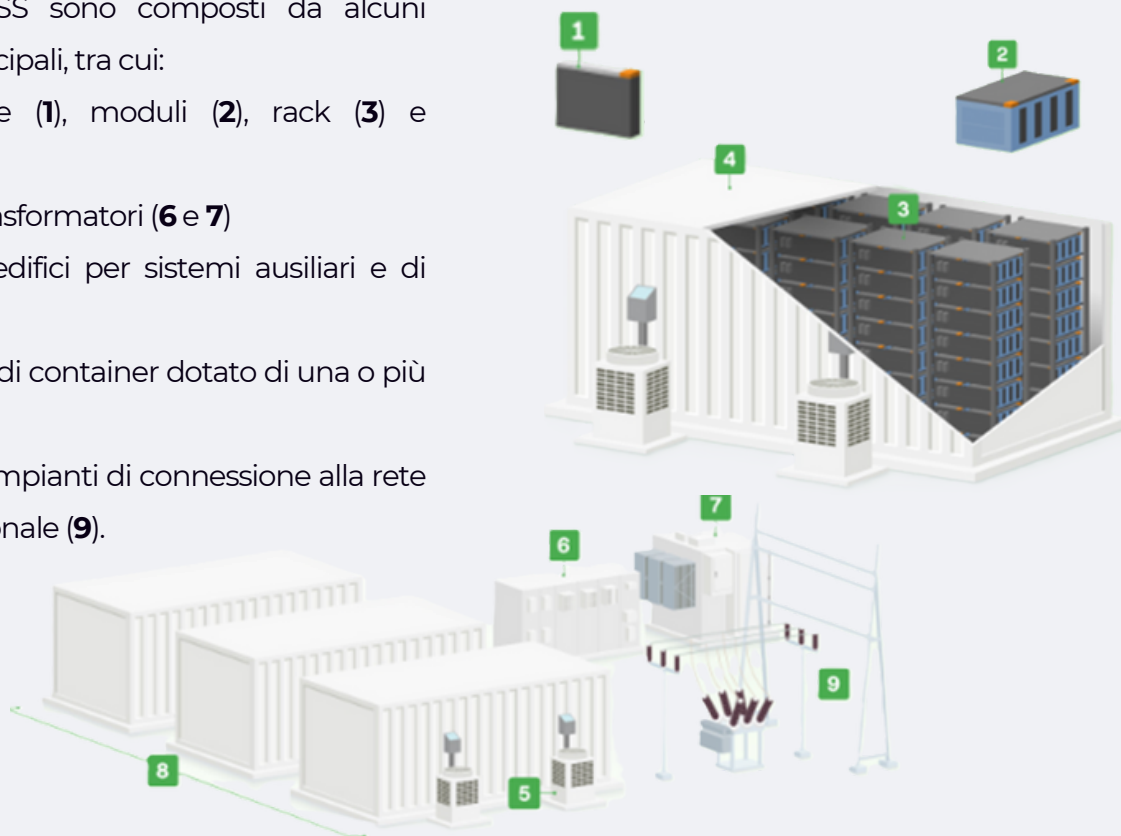 SS sono composti da alcuni
cipali, tra cui:
e (1), moduli (2), rack (3) e
sformatori (6 e 7)
edifici per sistemi ausiliari e di
di container dotato di una o più
mpianti di connessione alla rete
onale (9).
1
2
4
3
7
6
9
8
5